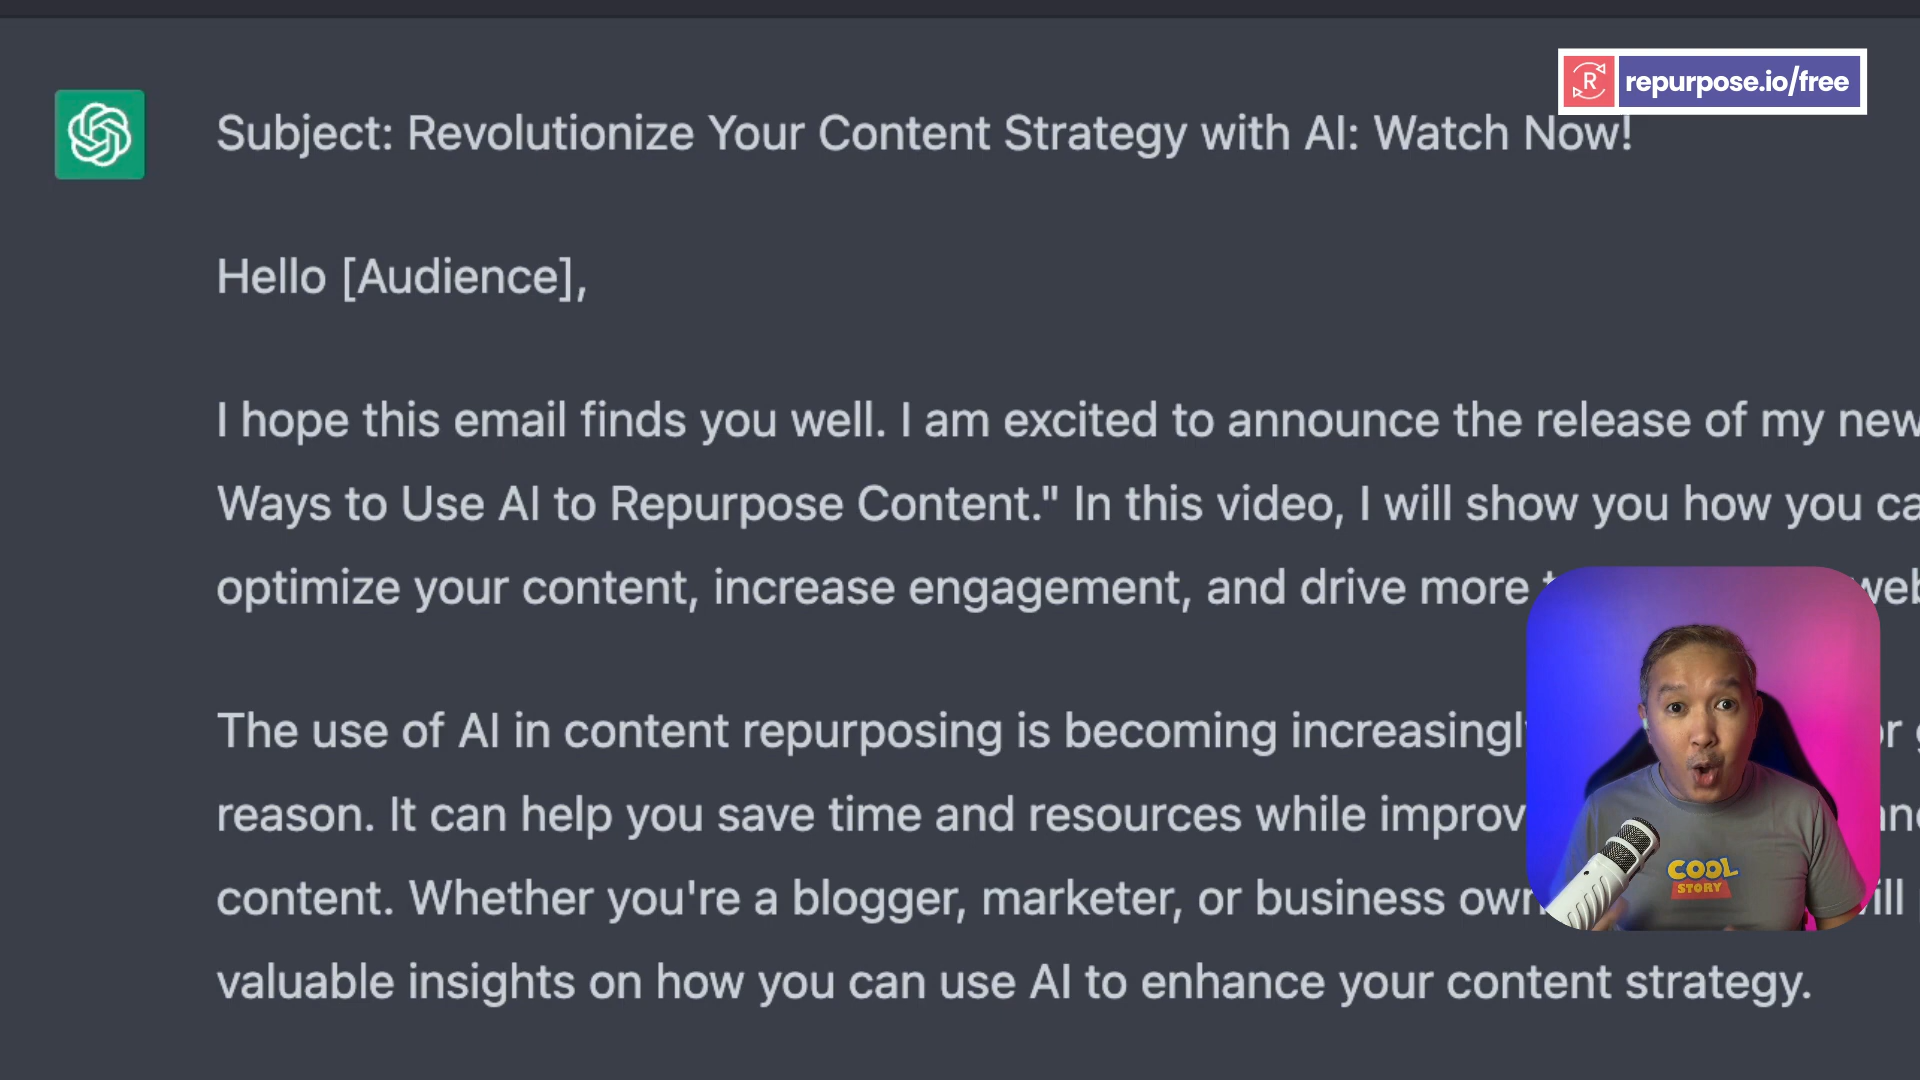 repurpose.io/free
Subject: Revolutionize Your Content Strategy with AI: Watch Now!
Hello [Audience],
I hope this email finds you well. I am excited to announce the release of my new
Ways to Use AI to Repurpose Content." In this video, I will show you how you ca
optimize your content, increase engagement, and drive more
The use of AI in content repurposing is becoming increasingly
reason. It can help you save time and resources while improv
content. Whether you're a blogger, marketer, or business own
valuable insights on how you can use AI to enhance your content strategy.
COOL
STORY